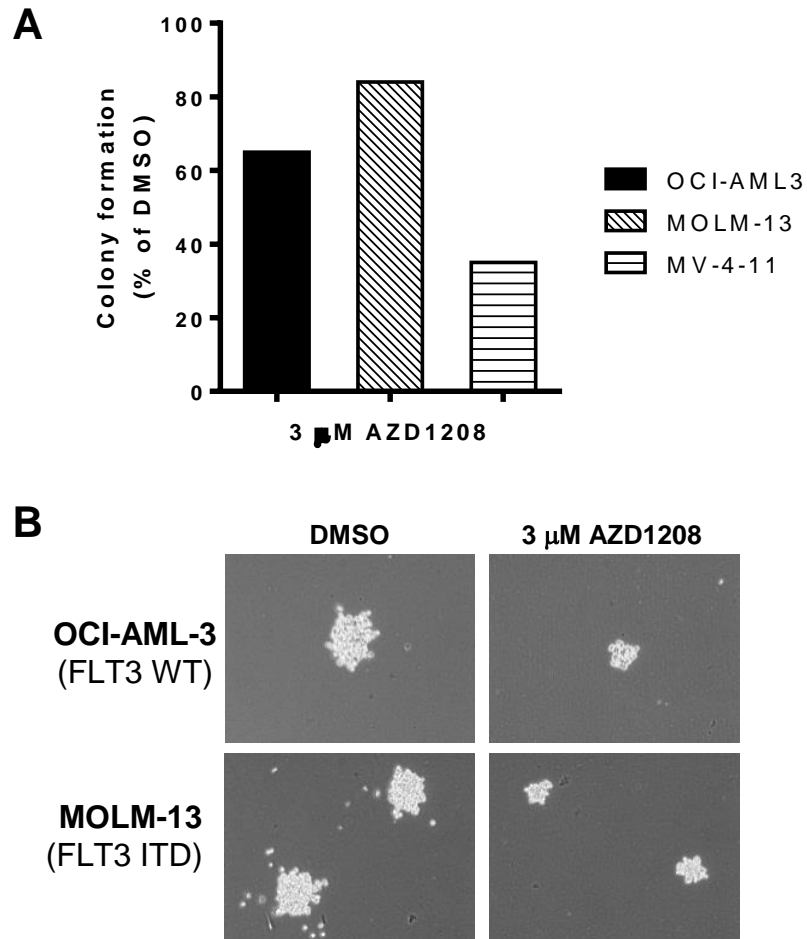 A
Colony formation
(% of DMSO)
100
80
60
40
20
0
3 μM AZD1208
OCI-AML3
MOLM-13
MV-4-11
B
DMSO
3 μM AZD1208
OCI-AML-3
(FLT3 WT)
MOLM-13
(FLT3 ITD)